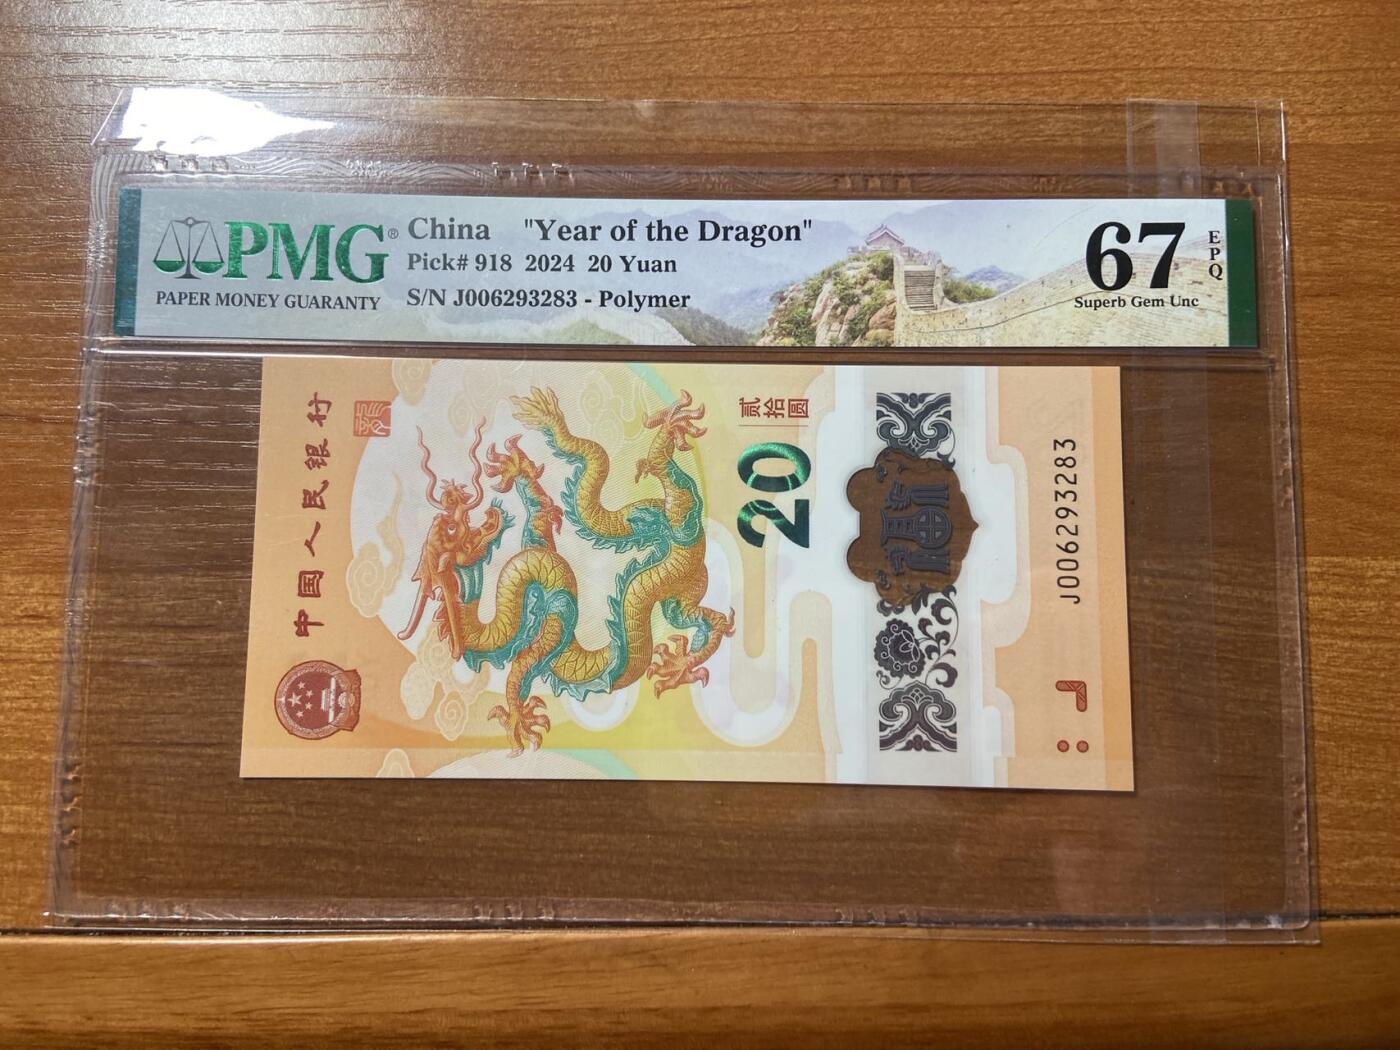 PMG®
PAPER MONEY GUARANTY
China "Year of the Dragon"
Pick# 918 2024 20 Yuan
S/N J006293283 - Polymer
67
EPQ
Superb Gem Unc
中国人民银行
贰拾圆
20
J006293283